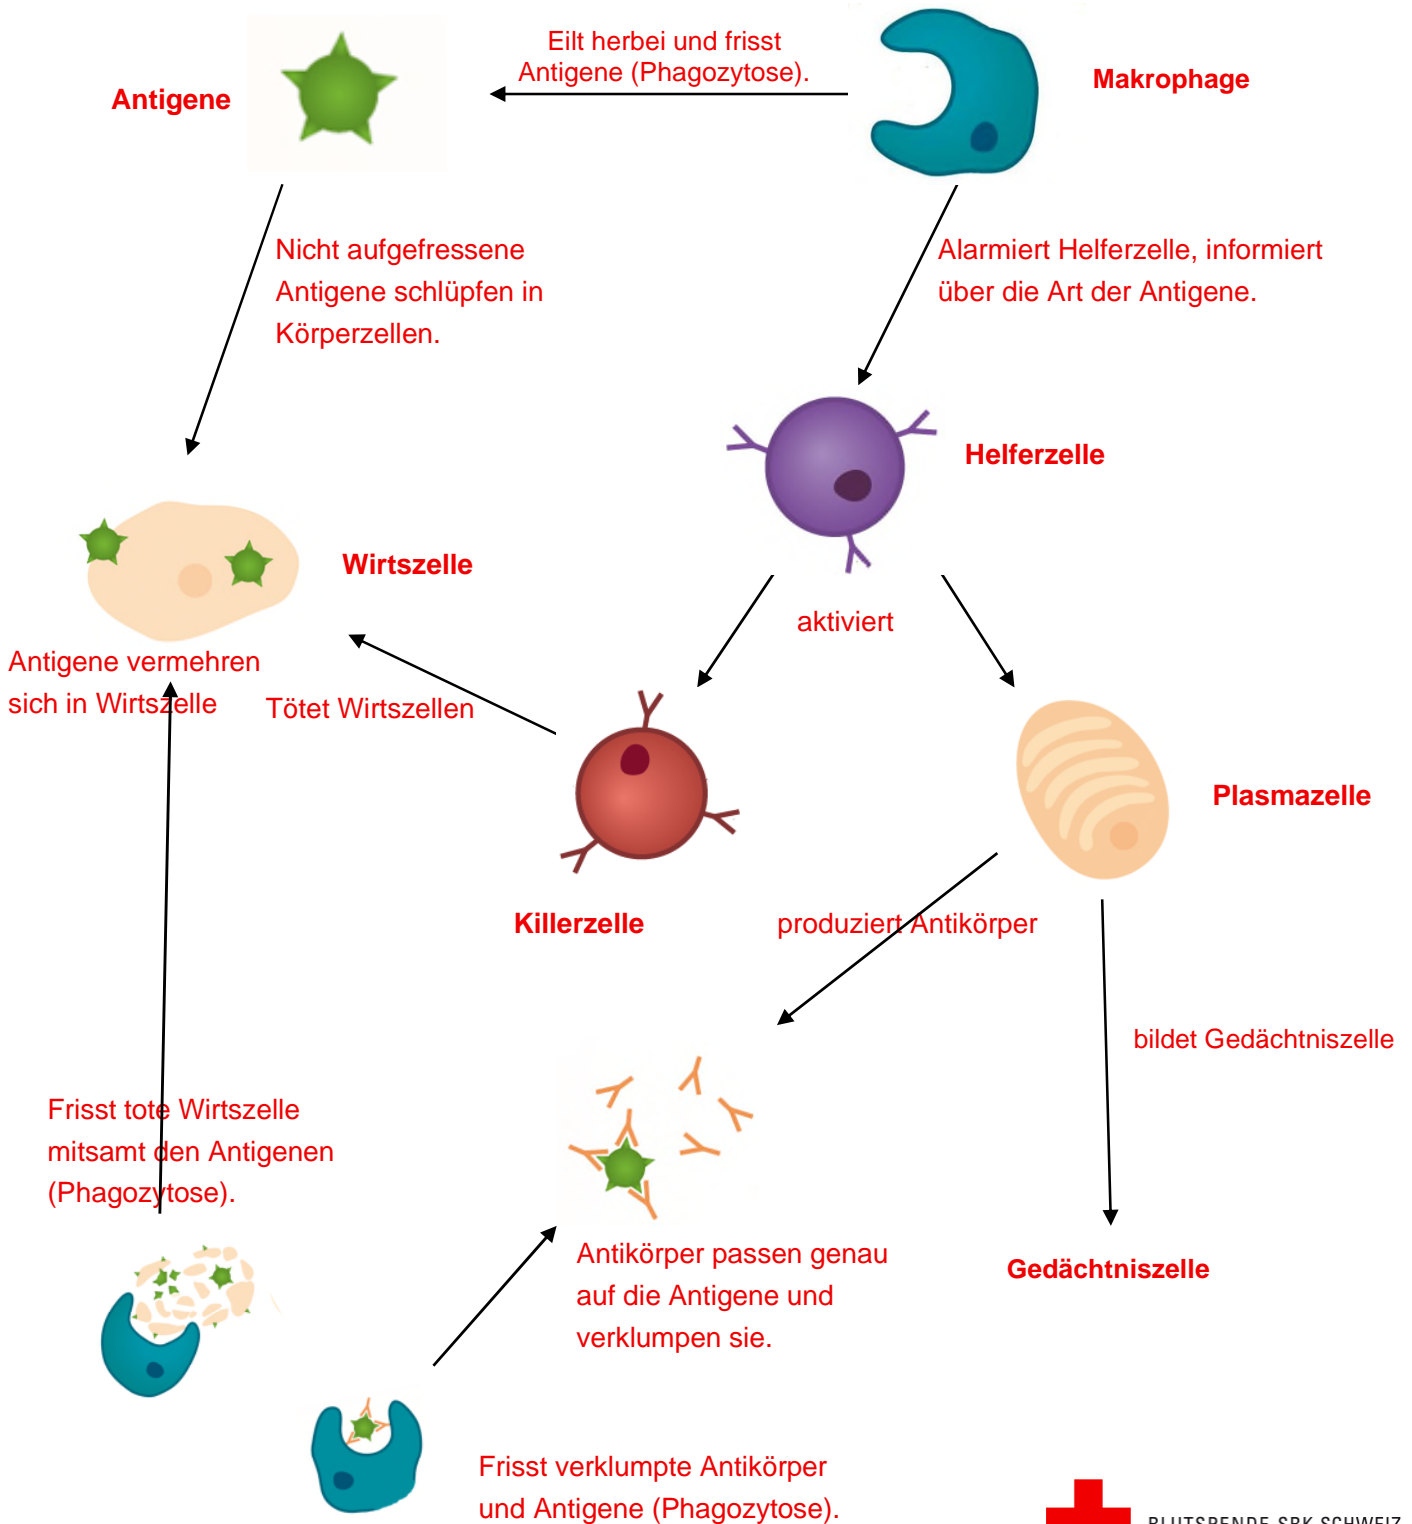 Eilt herbei und frisst
Antigene (Phagozytose).
Makrophage
Antigene
Nicht aufgefressene
Antigene schlüpfen in
Körperzellen.
Alarmiert Helferzelle, informiert
über die Art der Antigene.
Helferzelle
Wirtszelle
aktiviert
Antigene vermehren
sich in Wirtszelle
Tötet Wirtszellen
Plasmazelle
Killerzelle
produziert Antikörper
bildet Gedächtniszelle
Frisst tote Wirtszelle
mitsamt den Antigenen
(Phagozytose).
Antikörper passen genau
auf die Antigene und
verklumpen sie.
Gedächtniszelle
Frisst verklumpte Antikörper
und Antigene (Phagozytose).
BLUTSPENDE SRK SCHWEIZ